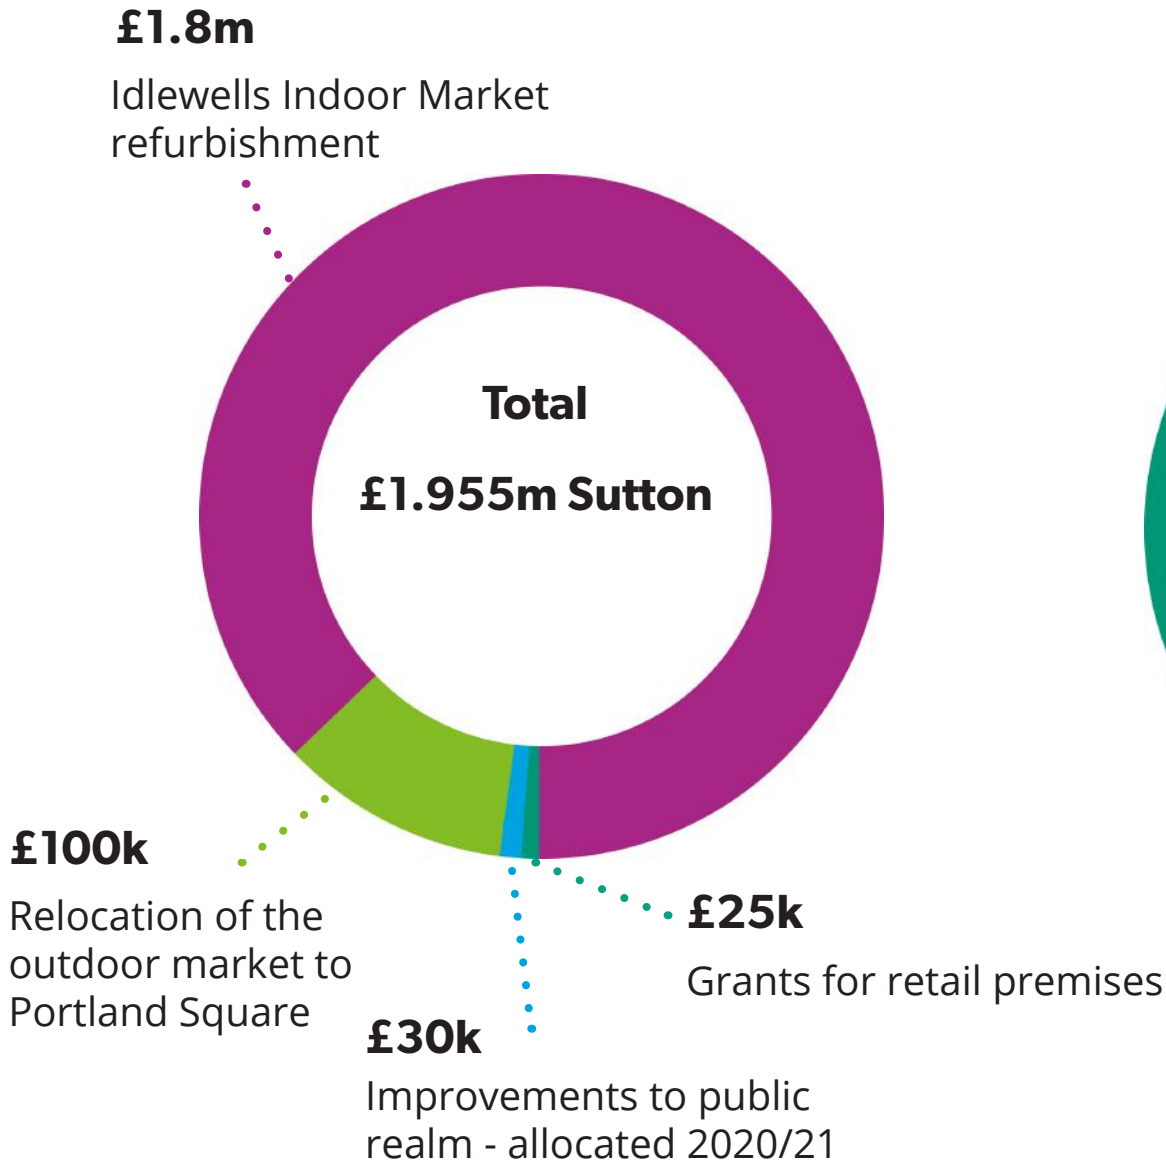 £1.8m
Idlewells Indoor Market
refurbishment
Total
£1.955m Sutton
£100k
Relocation of the
outdoor market to
Portland Square
£25k
Grants for retail premises
£30k
Improvements to public
realm - allocated 2020/21